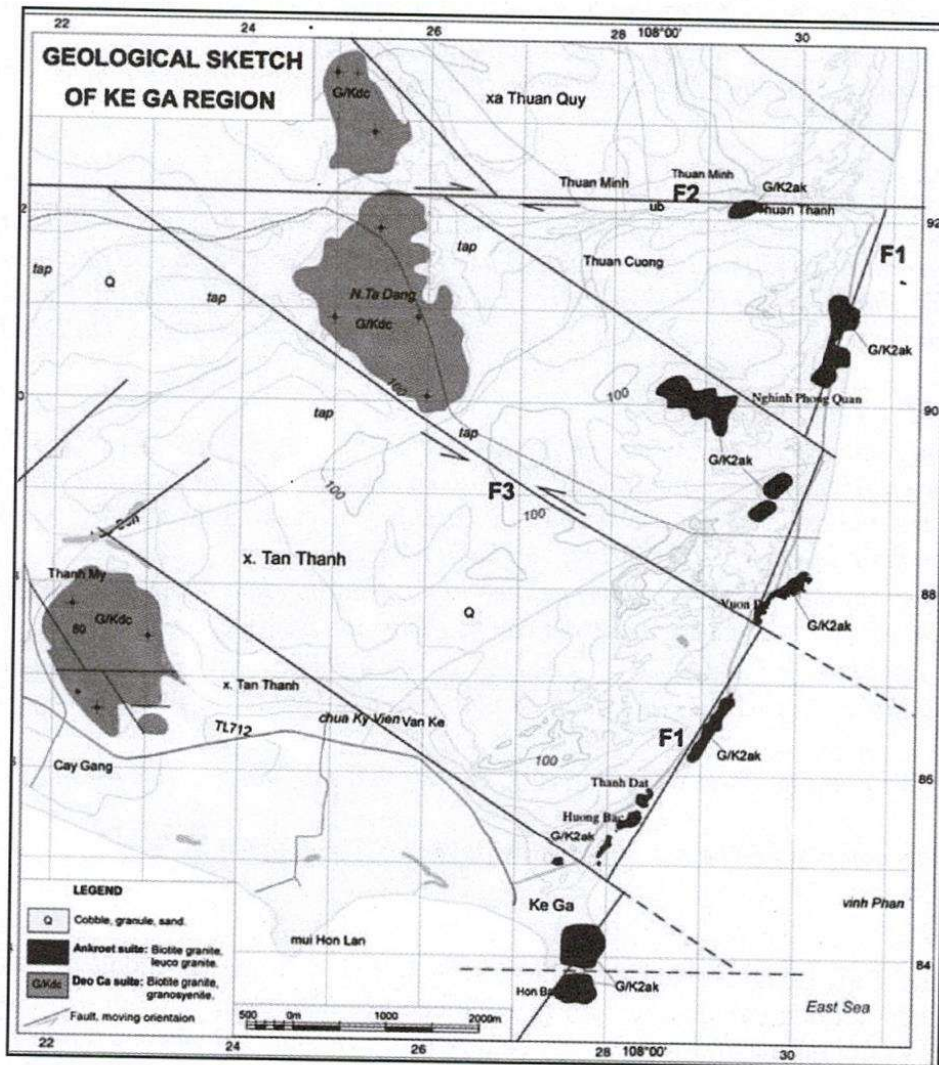 22
24
26
28
108°00'
30
GEOLOGICAL SKETCH
OF KE GA REGION
G/Kdc
xa Thuan Quy
Thuan Minh
Thuan Minh
G/K2ak
F2
ub
Thuan Thanh
2
92
F1
tap
tap
tap
Q
Thuan Cuong
N.Ta Dang
G/Kdc
G/K2ak
100
100
Nghinh Phong Quan
0
90
tap
tap
G/K2ak
F3
100
100
x. Tan Thanh
Thanh My
88
G/Kdc
80
Q
G/K2ak
x. Tan Thanh
chua Ky Vien
Van Ke
TL712
F1
G/K2ak
Cay Gang
100
86
Thanh Dat
Huong Bac
G/K2ak
LEGEND
Q
Cobble, granule, sand.
Ke Ga
vinh Phan
Ankroet suite: Biotite granite,
leuco granite.
mui Hon Lan
84
G/Kdc
Deo Ca suite: Biotite granite,
granosyenite.
Hon Ba
G/K2ak
East Sea
Fault, moving orientaion
500
0m
1000
2000m
22
24
26
28
108°00'
30